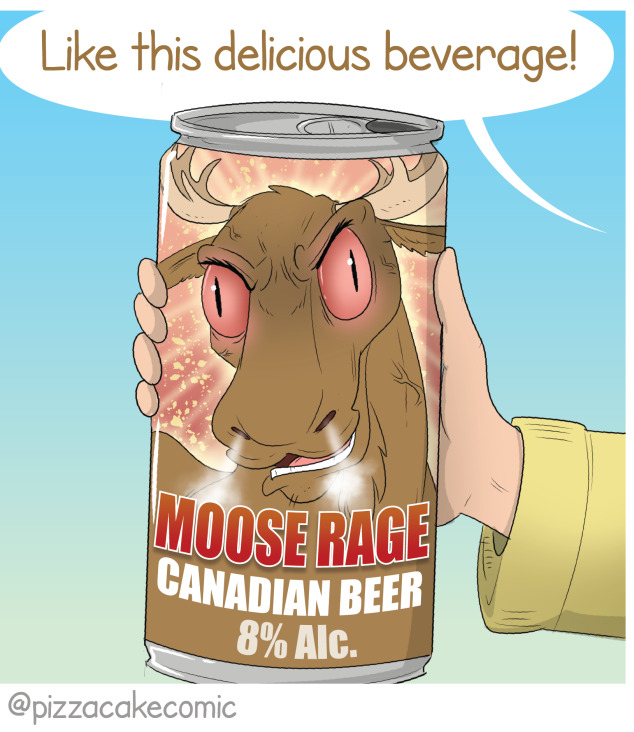 Like this delicious beverage!
MOOSE RAGE
CANADIAN BEER
8% Alc.
@pizzacakecomic